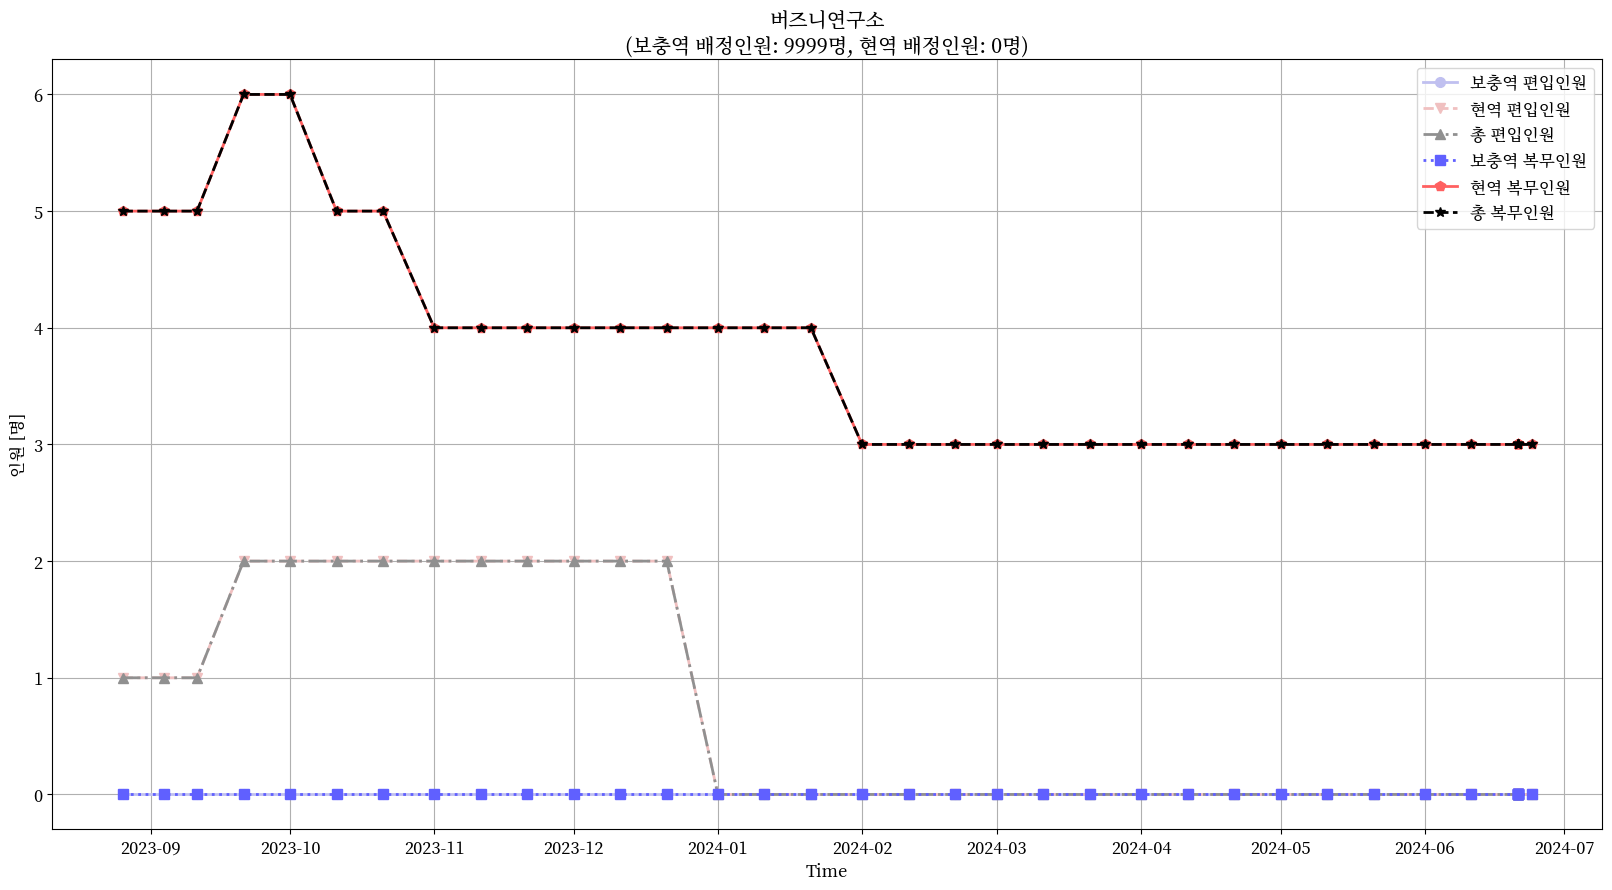 버즈니연구소
(보충역 배정인원: 9999명, 현역 배정인원: 0명)
보충역 편입인원
현역 편입인원
총 편입인원
보충역 복무인원
현역 복무인원
총 복무인원
인원 [명]
6
5
4
3
2
1
0
2023-09
2023-10
2023-11
2023-12
2024-01
2024-02
2024-03
2024-04
2024-05
2024-06
2024-07
Time